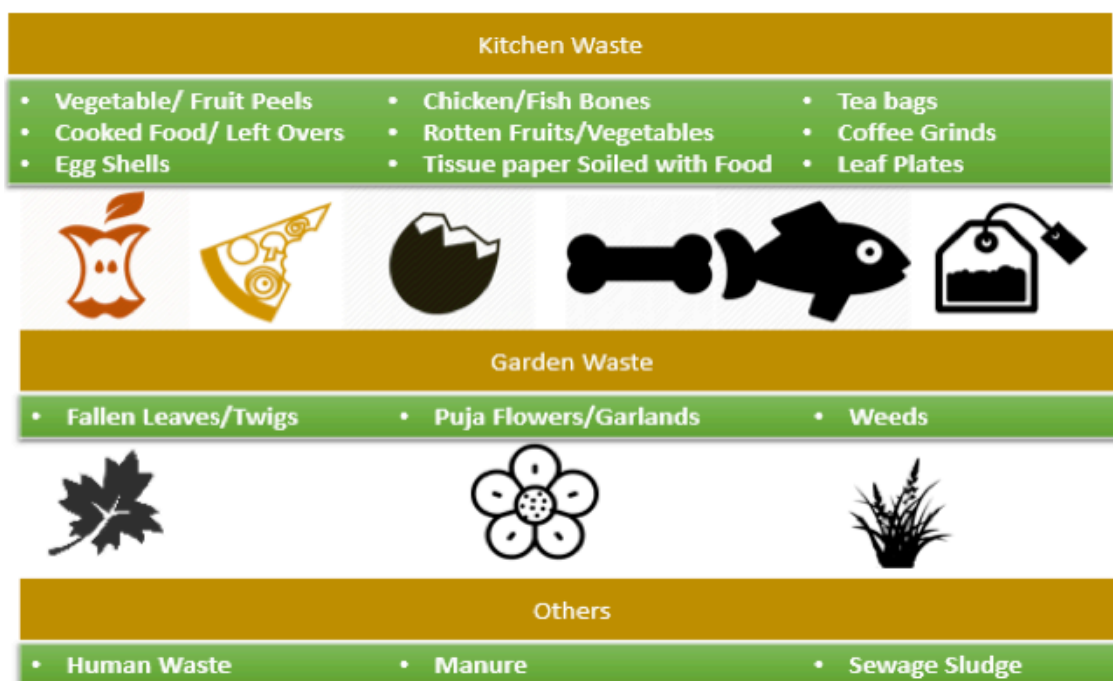 Kitchen Waste
• Vegetable/ Fruit Peels • Chicken/Fish Bones • Tea bags
• Cooked Food/ Left Overs • Rotten Fruits/Vegetables • Coffee Grinds
• Egg Shells • Tissue paper Soiled with Food • Leaf Plates
Garden Waste
• Fallen Leaves/Twigs • Puja Flowers/Garlands • Weeds
Others
• Human Waste • Manure • Sewage Sludge